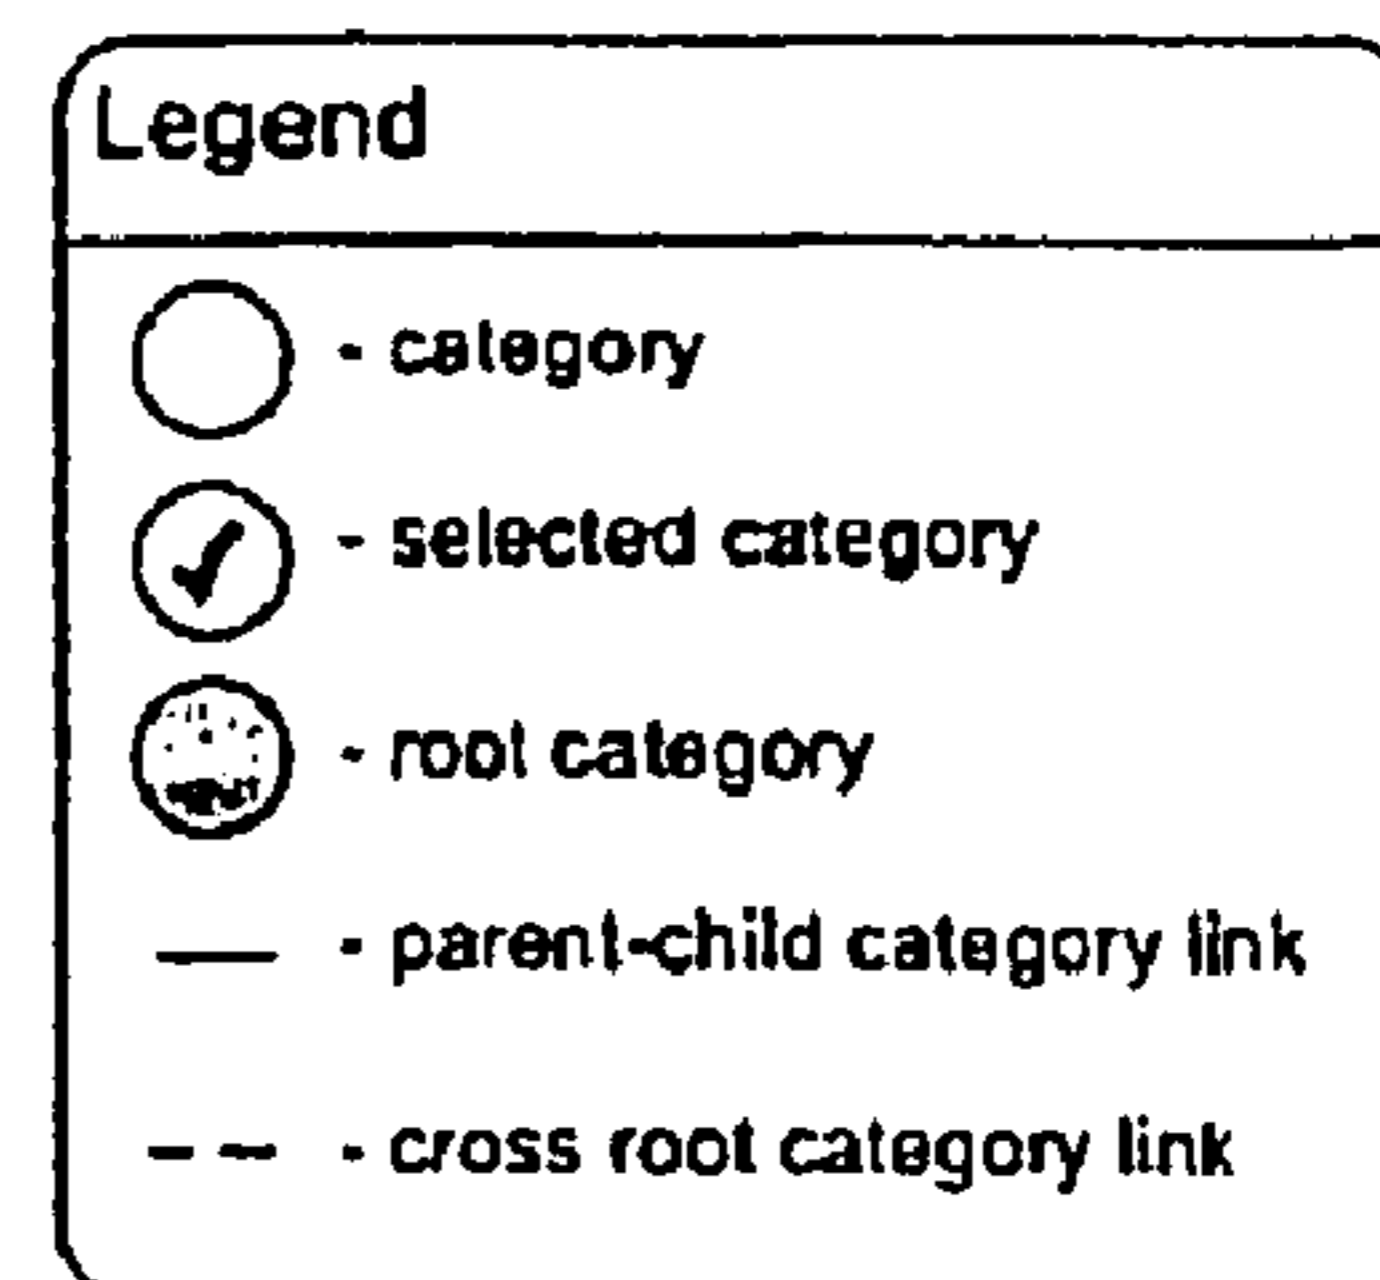 Legend
- category
- selected category
- root category
- parent-child category link
- cross root category link